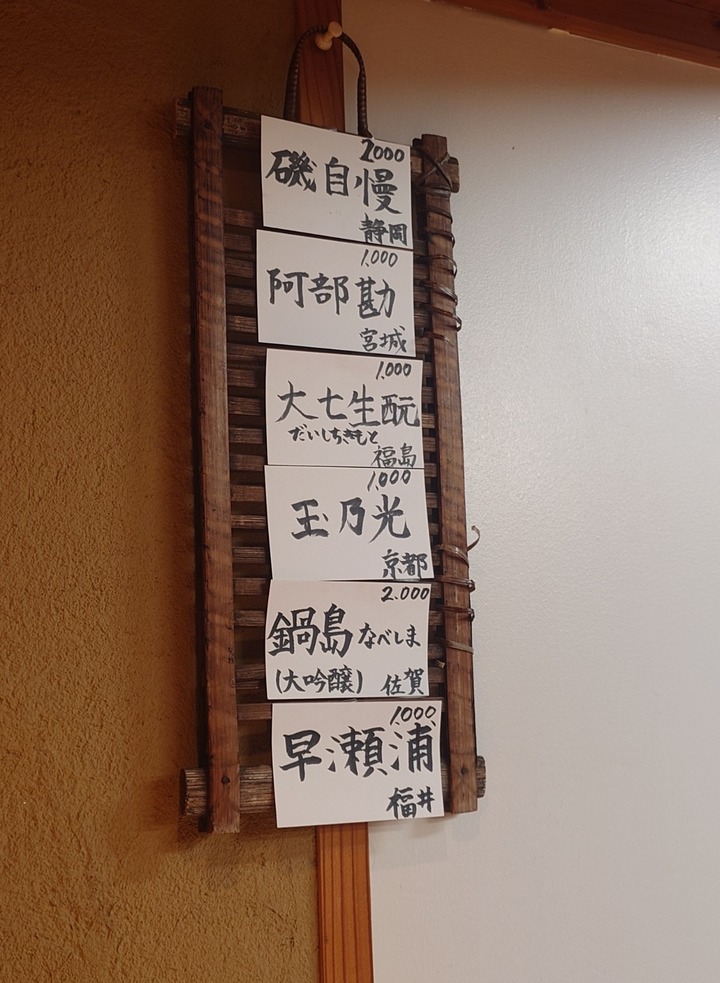 2000
磯自慢
静岡
1.000
阿部勘
宮城
1.000
大七生酛
だいしちきもと
福島
1.000
玉乃光
京都
2.000
鍋島 なべしま
(大吟醸) 佐賀
1.000
早瀬浦
福井